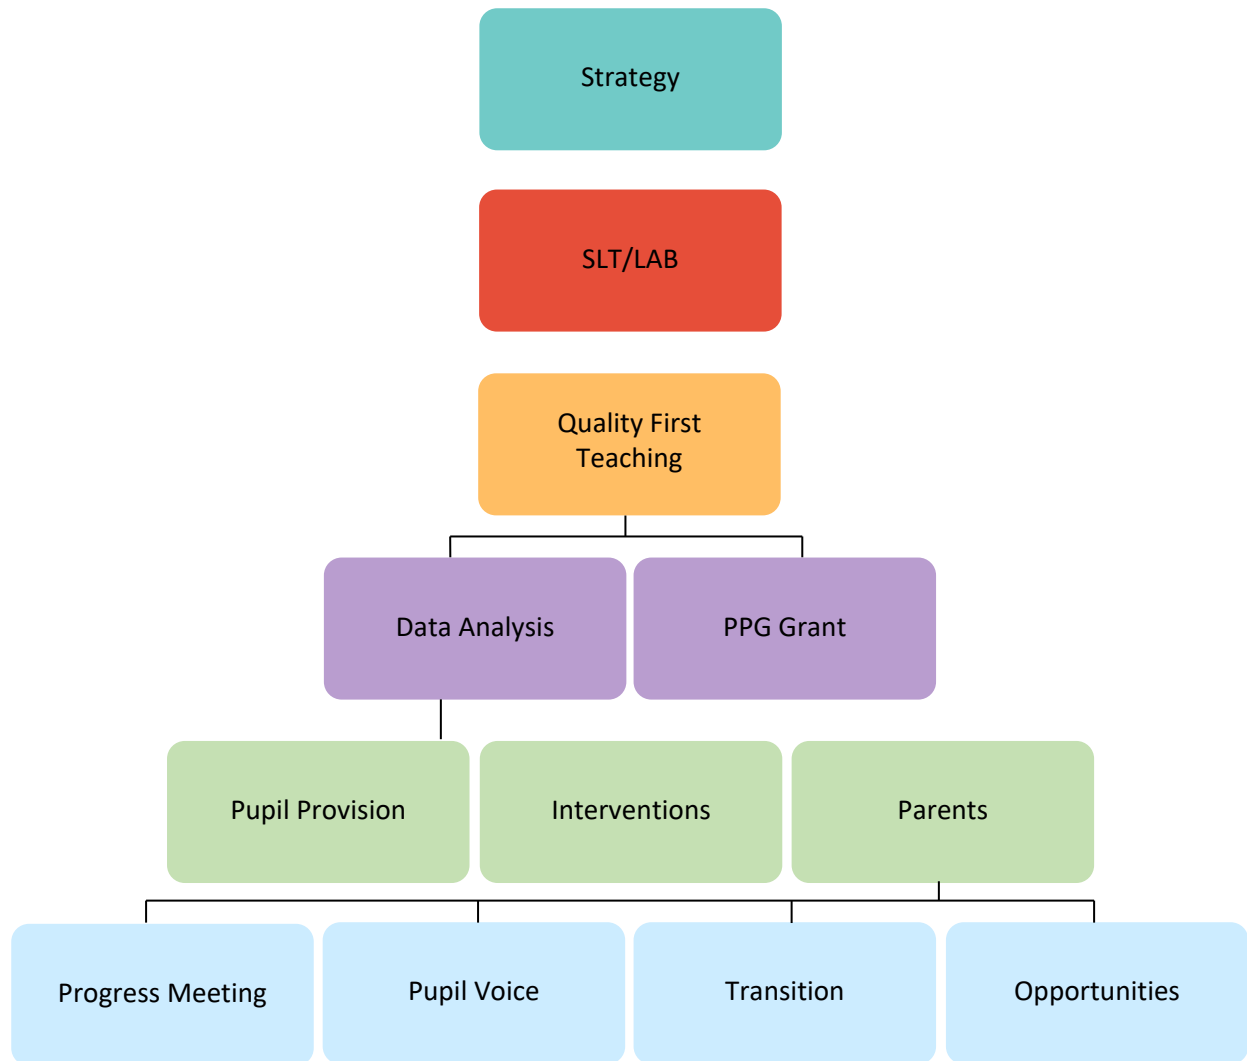 Strategy
SLT/LAB
Quality First
Teaching
Data Analysis
PPG Grant
Pupil Provision
Interventions
Parents
Progress Meeting
Pupil Voice
Transition
Opportunities